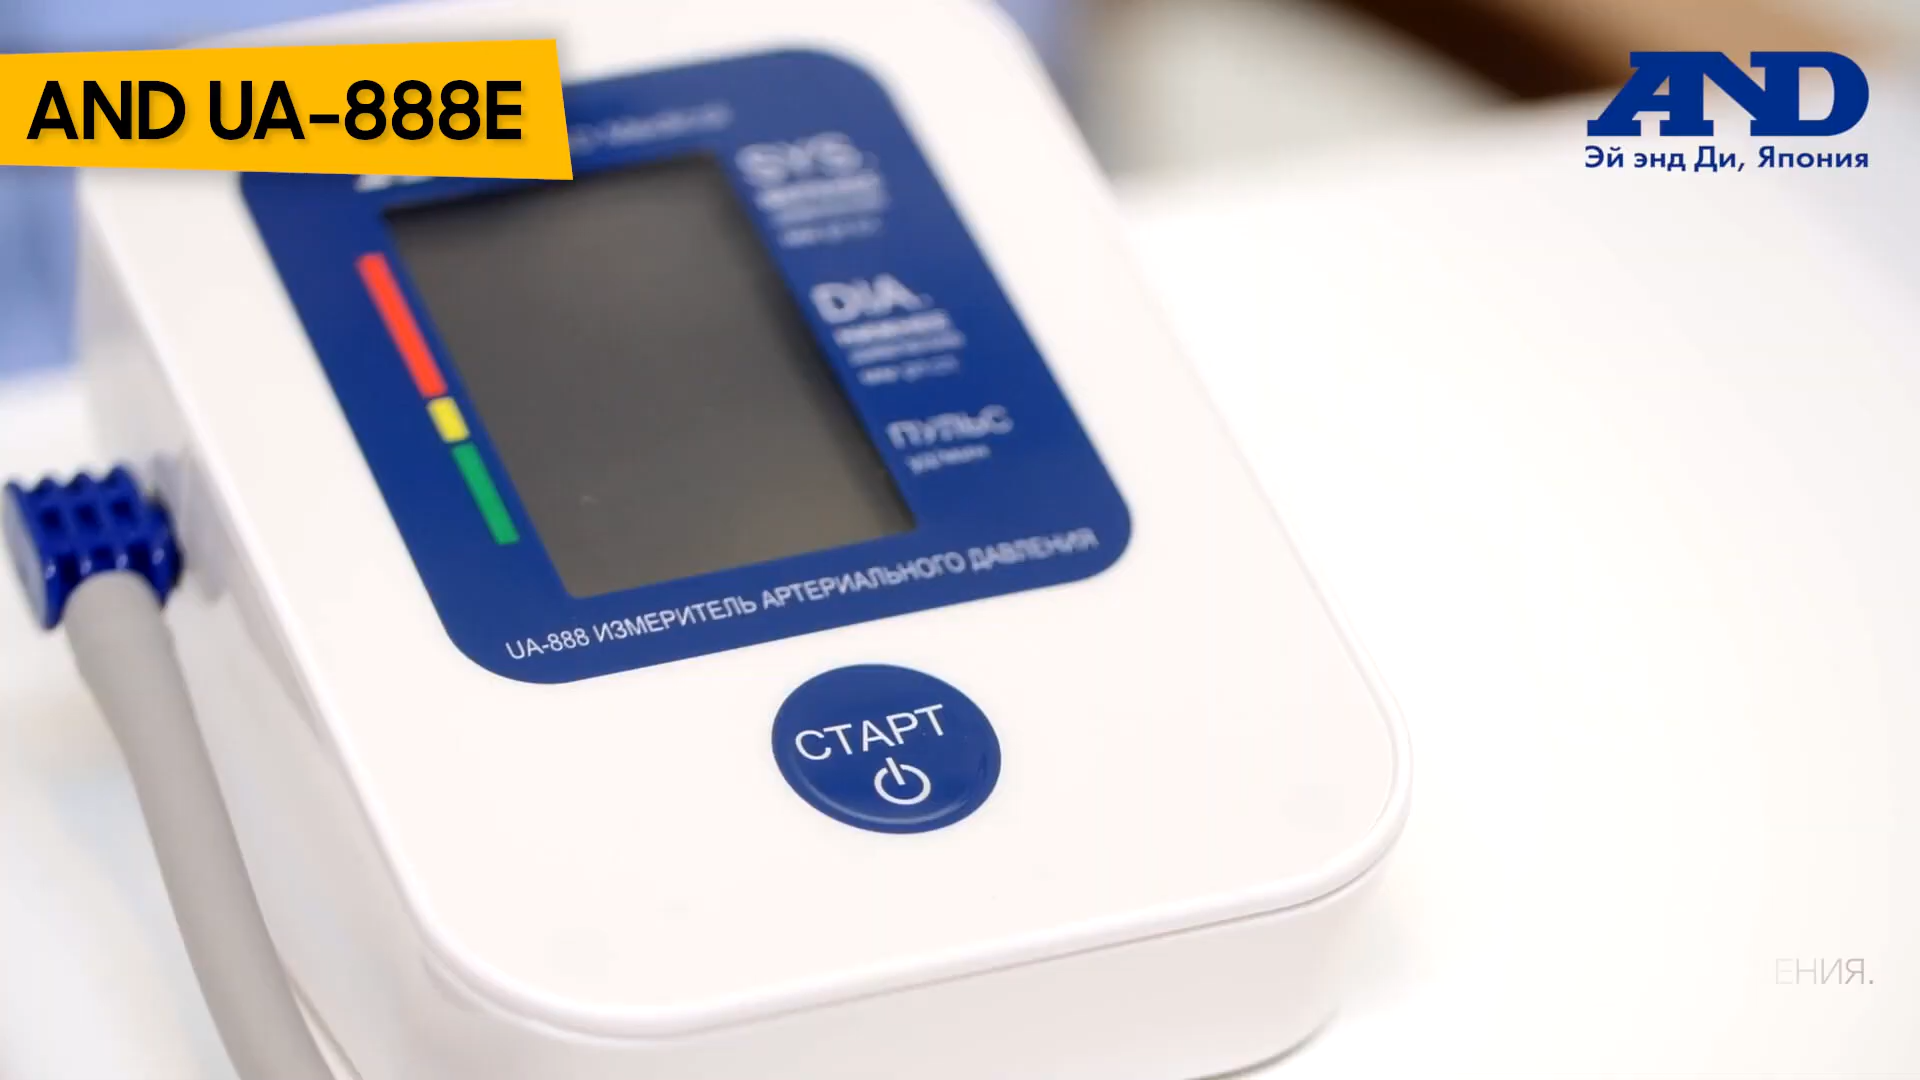 AND UA-888E
AND
Эй энд Ди, Япония
SYS.
DIA.
ПУЛЬС
UA-888 ИЗМЕРИТЕЛЬ АРТЕРИАЛЬНОГО ДАВЛЕНИЯ
СТАРТ
ЕНИЯ.